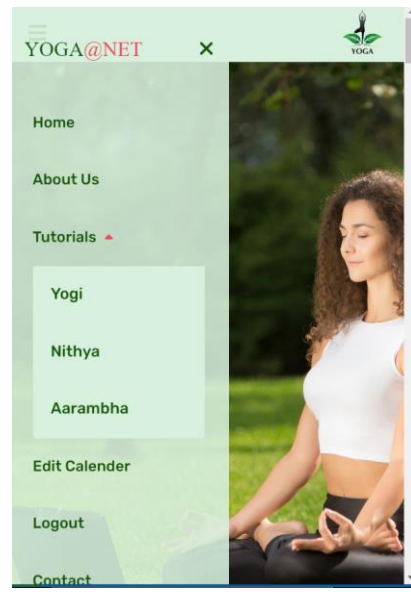 YOGA@NET
YOGA
Home
About Us
Tutorials
Yogi
Nithya
Aarambha
Edit Calender
Logout
Contact